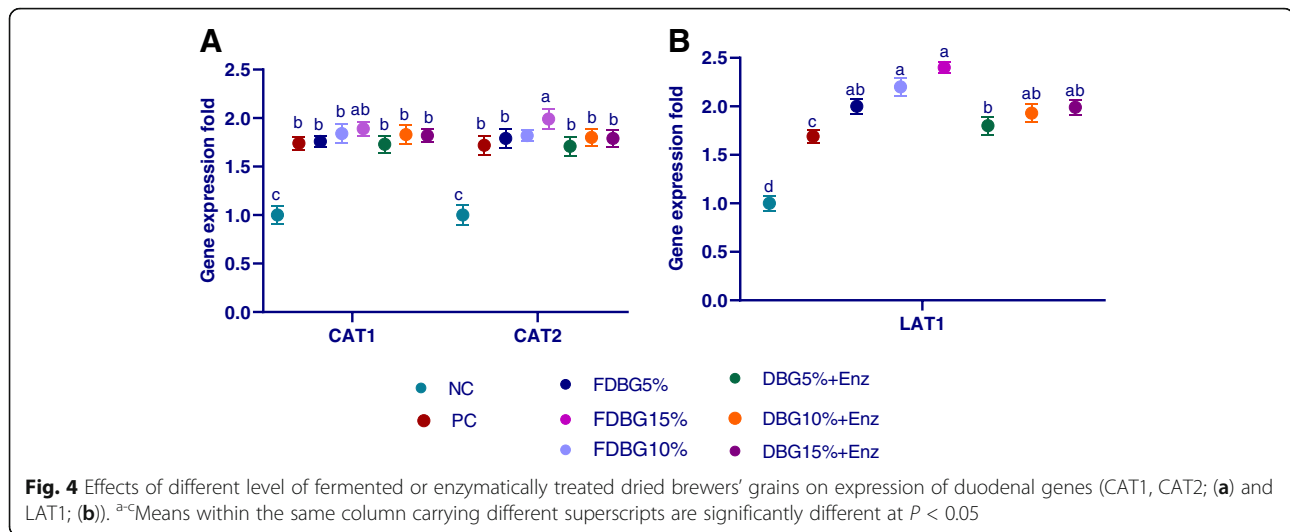 A
B
Gene expression fold
2.5
2.0
1.5
1.0
0.5
0.0
c b b b ab b b b
c b b a b b b
CAT1 CAT2
Gene expression fold
2.5
2.0
1.5
1.0
0.5
0.0
d c ab a a b ab ab
LAT1
NC FDBG5% DBG5%+Enz
PC FDBG15% DBG10%+Enz
FDBG10% DBG15%+Enz
Fig. 4 Effects of different level of fermented or enzymatically treated dried brewers’ grains on expression of duodenal genes (CAT1, CAT2; (a) and
LAT1; (b)). a-cMeans within the same column carrying different superscripts are significantly different at P < 0.05